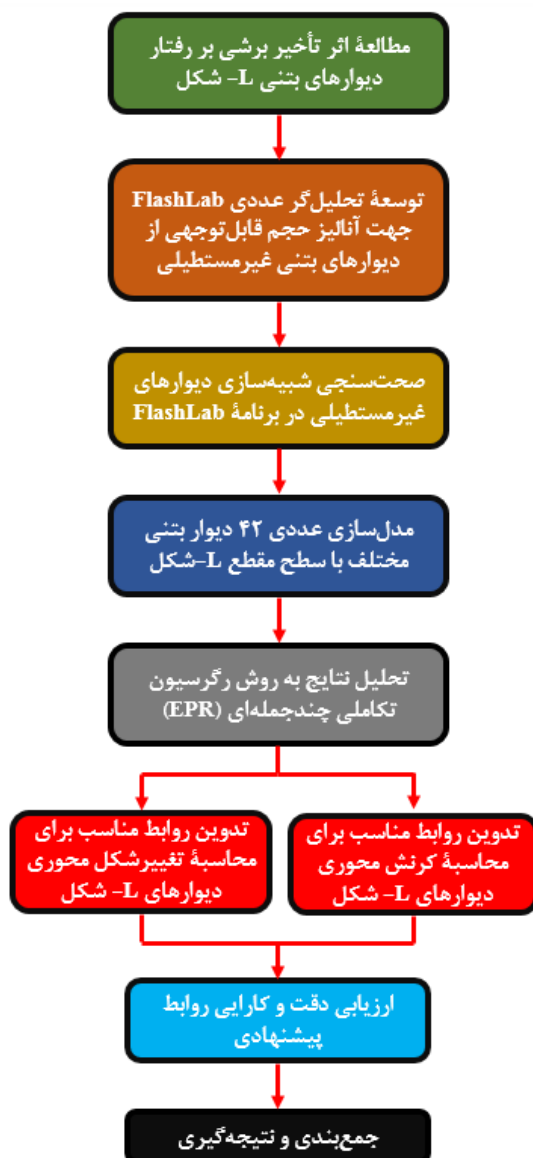 مطالعهٔ اثر تأخیر برشی بر رفتار
دیوارهای بتنی L- شکل
توسعهٔ تحلیل‌گر عددی FlashLab
جهت آنالیز حجم قابل‌توجهی از
دیوارهای بتنی غیرمستطیلی
صحت‌سنجی شبیه‌سازی دیوارهای
غیرمستطیلی در برنامهٔ FlashLab
مدل‌سازی عددی ۴۲ دیوار بتنی
مختلف با سطح مقطع L-شکل
تحلیل نتایج به روش رگرسیون
تکاملی چندجمله‌ای (EPR)
تدوین روابط مناسب برای
محاسبهٔ کرنش محوری
دیوارهای L- شکل
تدوین روابط مناسب برای
محاسبهٔ تغییرشکل محوری
دیوارهای L- شکل
ارزیابی دقت و کارایی روابط
پیشنهادی
جمع‌بندی و نتیجه‌گیری